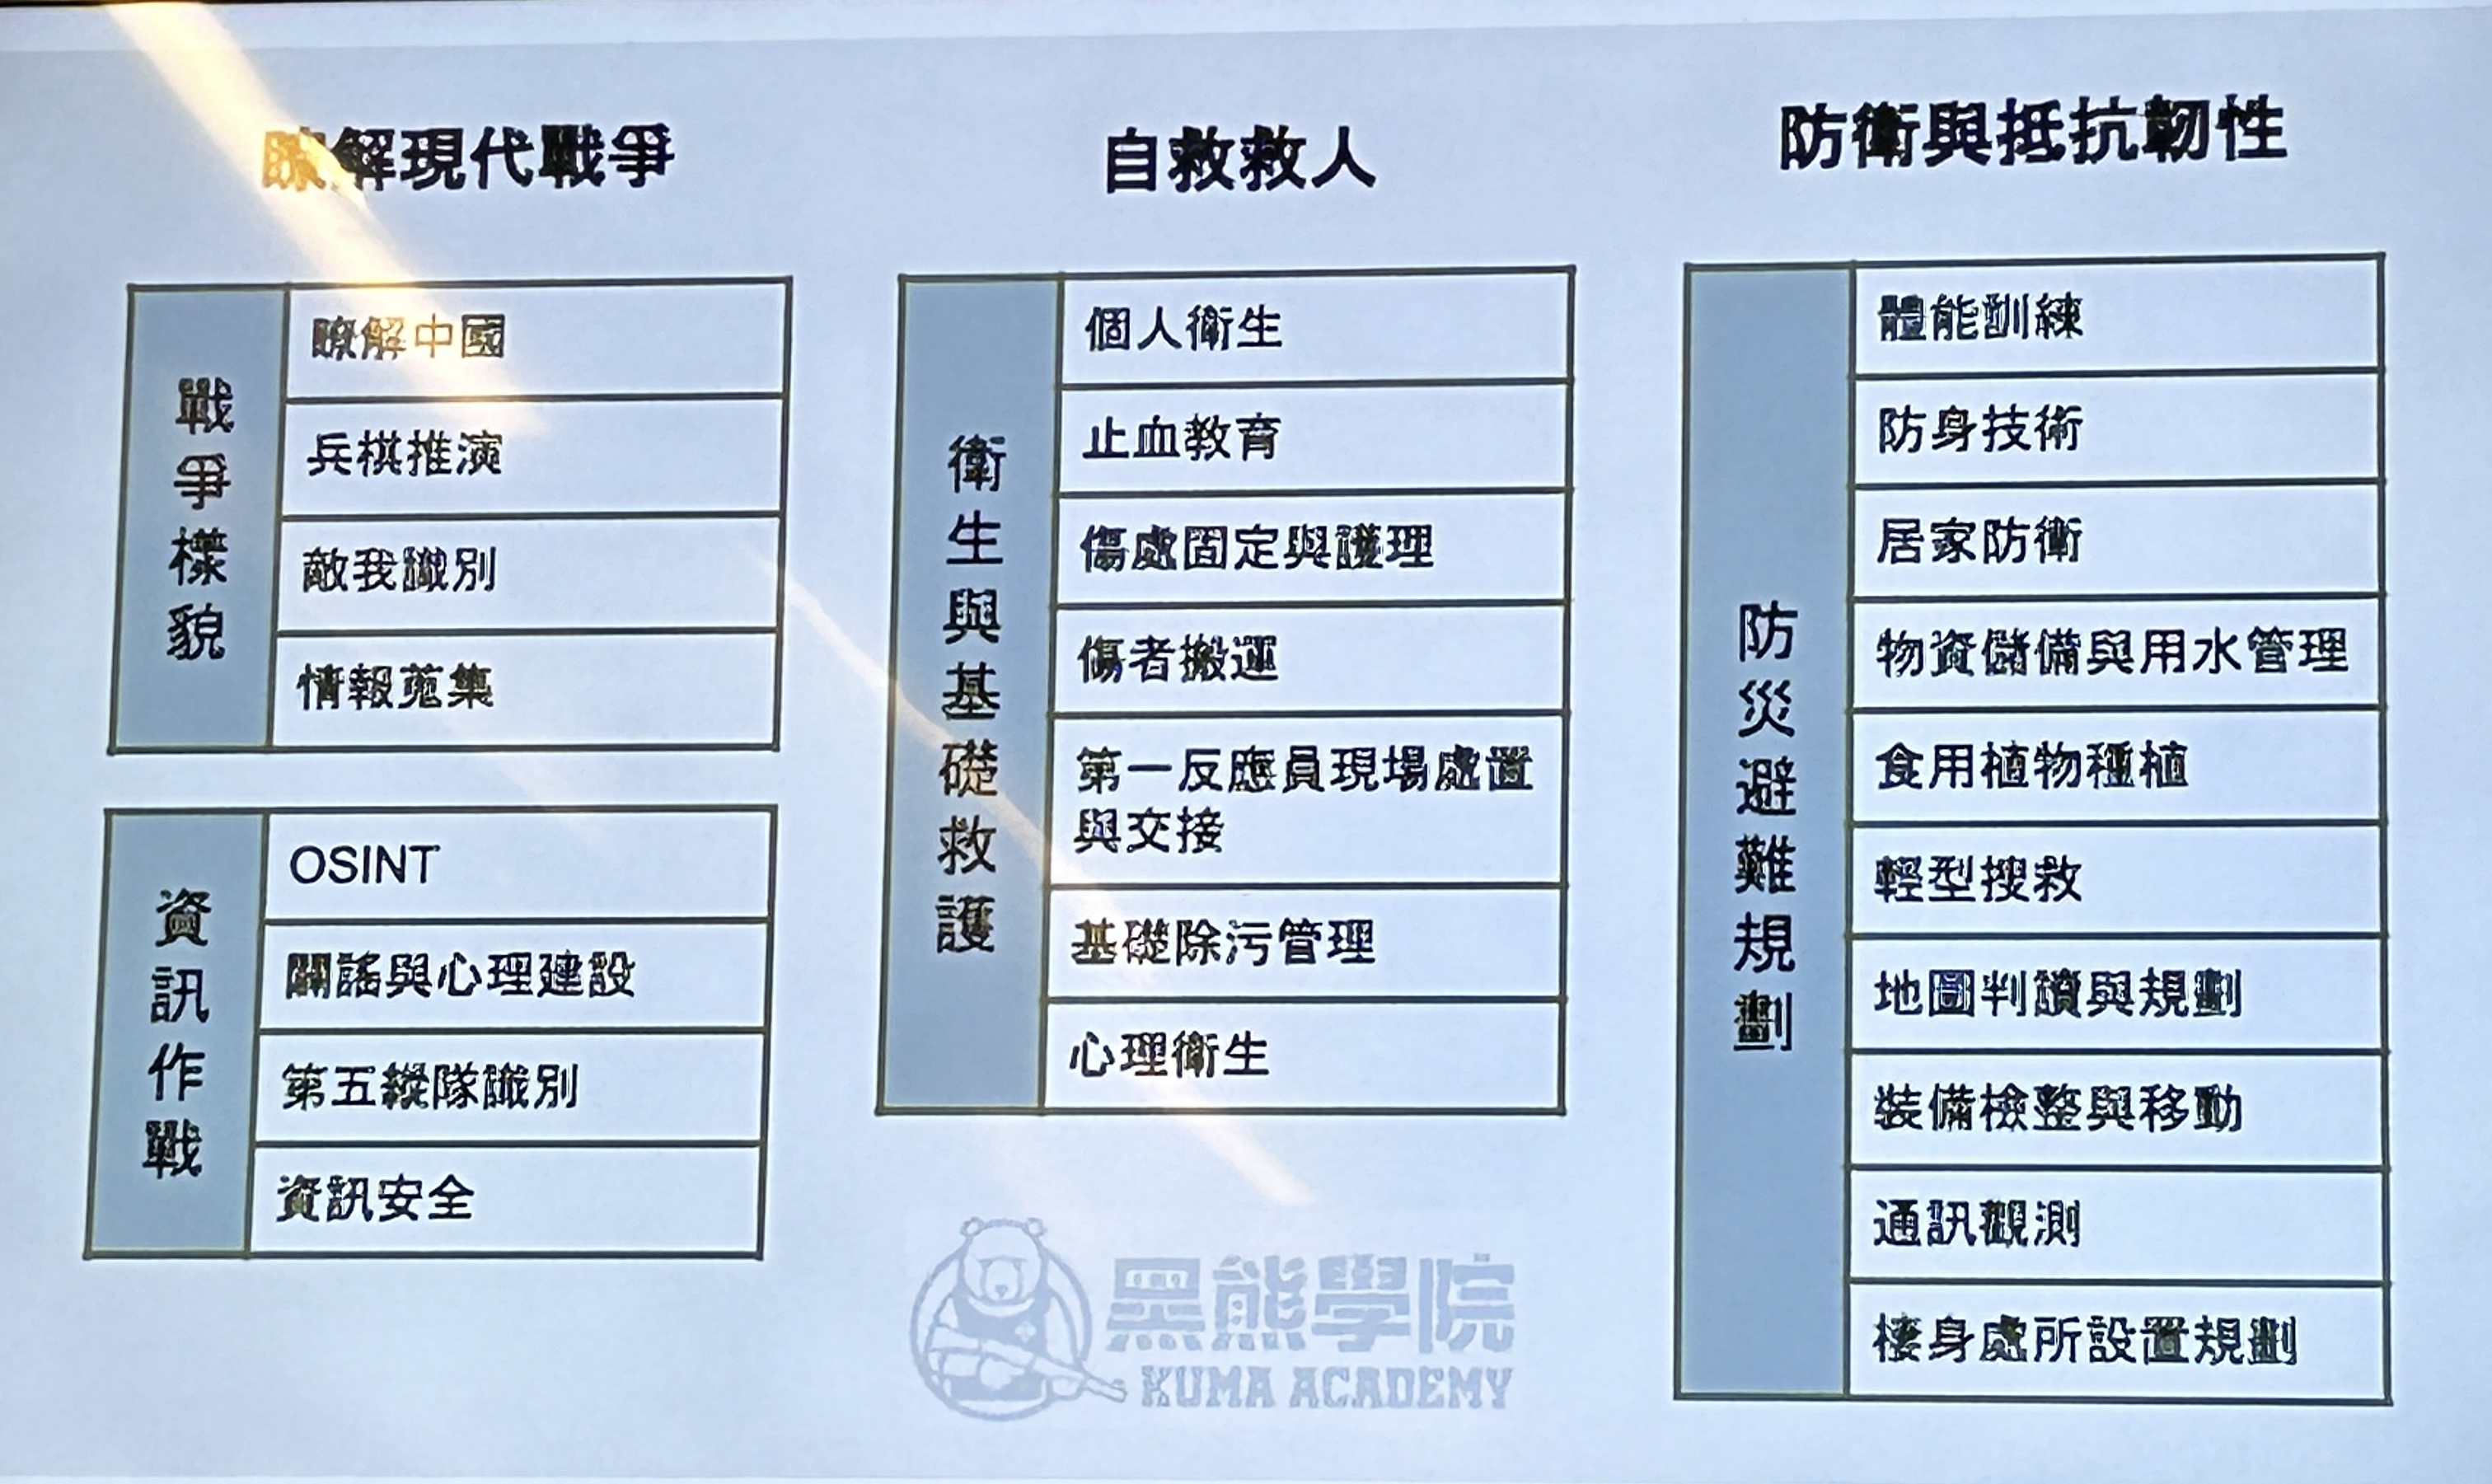 瞭解現代戰爭
戰爭樣貌
瞭解中國
兵棋推演
敵我識別
情報蒐集
資訊作戰
OSINT
闢謠與心理建設
第五縱隊識別
資訊安全
自救救人
衛生與基礎救護
個人衛生
止血教育
傷處固定與護理
傷者搬運
第一反應員現場處置
與交接
基礎除污管理
心理衛生
防衛與抵抗韌性
防災避難規劃
體能訓練
防身技術
居家防衛
物資儲備與用水管理
食用植物種植
輕型搜救
地圖判讀與規劃
裝備檢整與移動
通訊觀測
棲身處所設置規劃
黑熊學院
KUMA ACADEMY